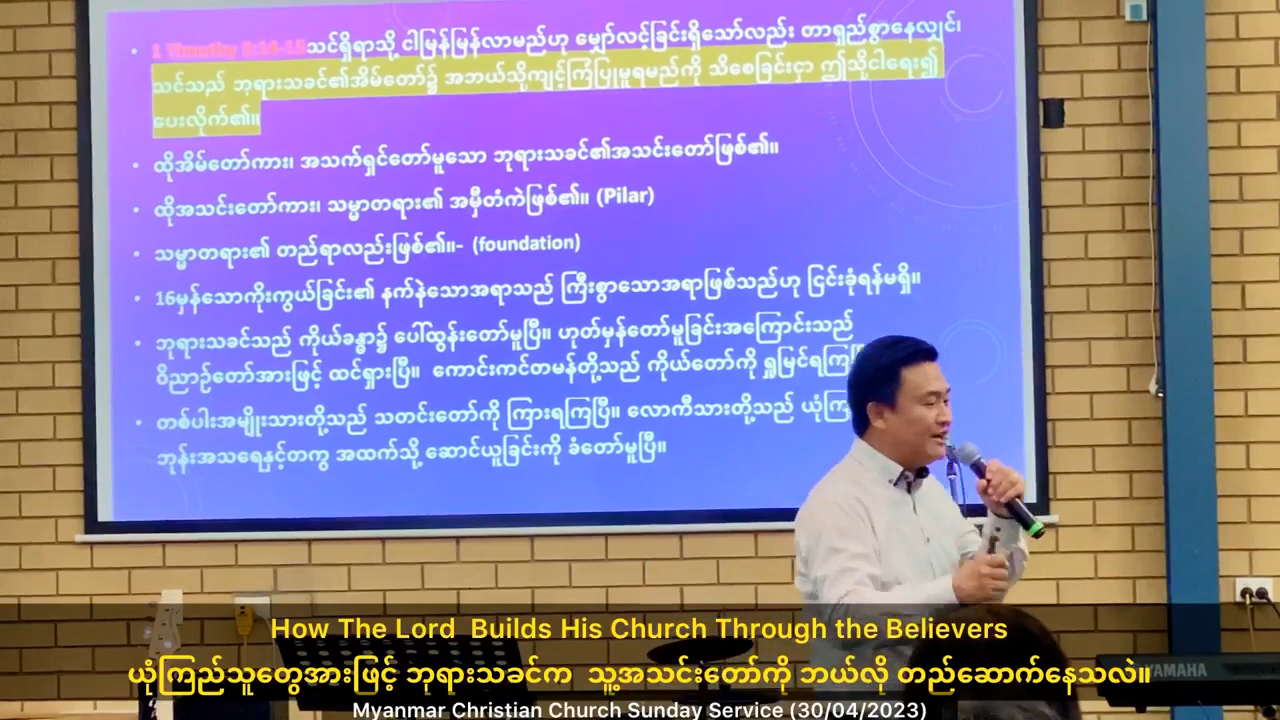 သင်ရှိရာသို့ ငါမြန်မြန်လာမည်ဟု မျှော်လင့်ခြင်းရှိသော်လည်း တာရှည်စွာနေလျှင်၊
သင်သည် ဘုရားသခင်၏အိမ်တော်၌ အဘယ်သို့ကျင့်ကြံပြုမူရမည်ကို သိစေခြင်းငှာ ဤသို့ငါရေး၍
ပေးလိုက်၏။
ထိုအိမ်တော်ကား၊ အသက်ရှင်တော်မူသော ဘုရားသခင်၏အသင်းတော်ဖြစ်၏။
ထိုအသင်းတော်ကား၊ သမ္မာတရား၏ အမှီတံကဲဖြစ်၏။ (Pilar)
သမ္မာတရား၏ တည်ရာလည်းဖြစ်၏။- (foundation)
16မှန်သောကိုးကွယ်ခြင်း၏ နက်နဲသောအရာသည် ကြီးစွာသောအရာဖြစ်သည်ဟု ငြင်းခုံရန်မရှိ။
ဘုရားသခင်သည် ကိုယ်ခန္ဓာ၌ ပေါ်ထွန်းတော်မူပြီ။ ဟုတ်မှန်တော်မူခြင်းအကြောင်းသည်
ဝိညာဉ်တော်အားဖြင့် ထင်ရှားပြီ။ ကောင်းကင်တမန်တို့သည် ကိုယ်တော်ကို ရှုမြင်ရကြ
တစ်ပါးအမျိုးသားတို့သည် သတင်းတော်ကို ကြားရကြပြီ။ လောကီသားတို့သည်
ဘုန်းအသရေနှင့်တကွ အထက်သို့ ဆောင်ယူခြင်းကို ခံတော်မူပြီ။
How The Lord Builds His Church Through the Believers
ယုံကြည်သူတွေအားဖြင့် ဘုရားသခင်က သူ့အသင်းတော်ကို ဘယ်လို တည်ဆောက်နေသလဲ။
YAMAHA
Myanmar Christian Church Sunday Service (30/04/2023)